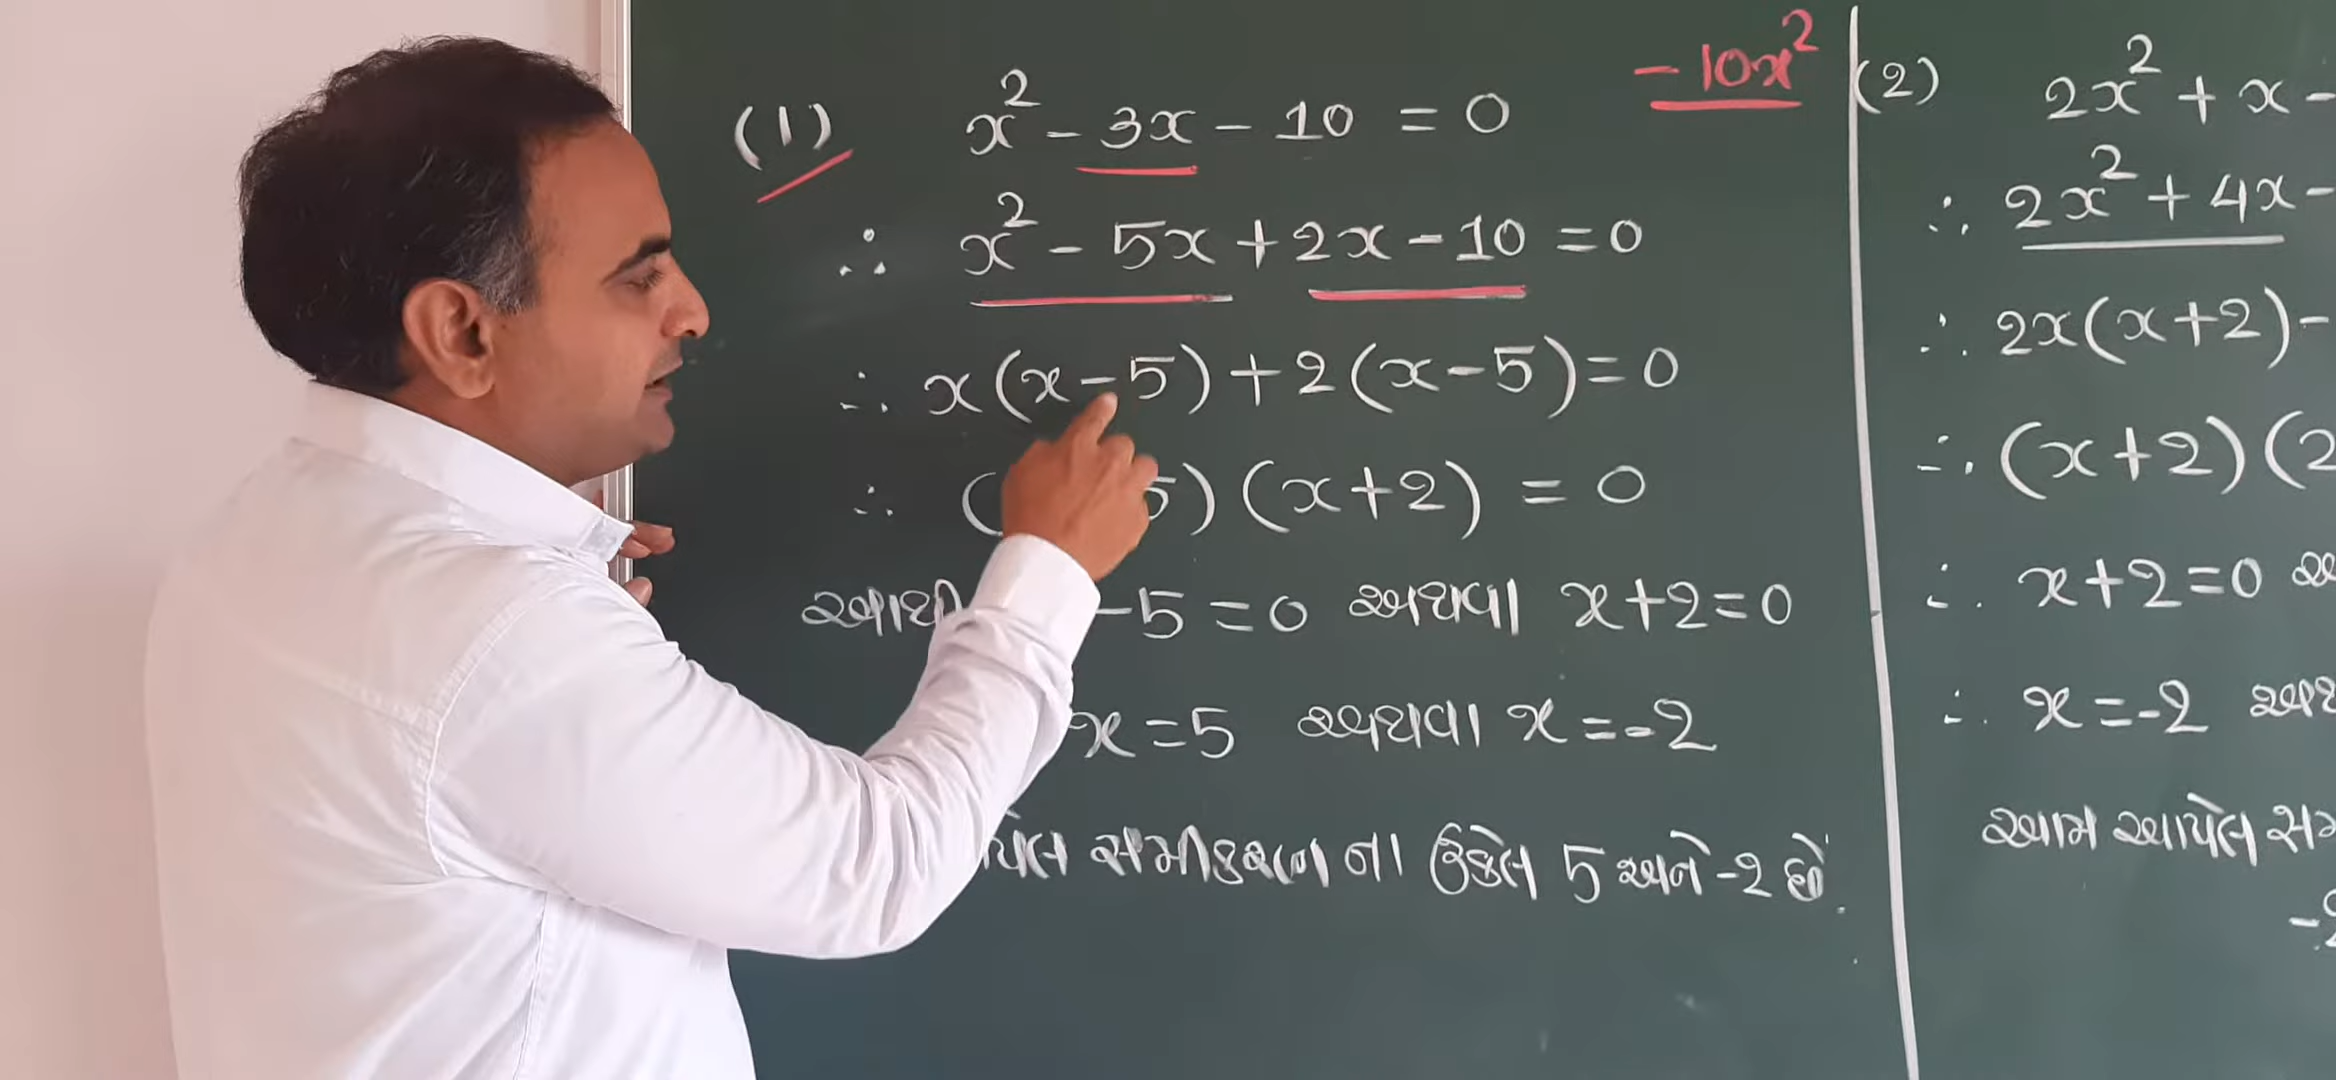 (1) x² - 3x - 10 = 0
- 10x²
∴ x² - 5x + 2x - 10 = 0
∴ x(x - 5) + 2(x - 5) = 0
∴ ( 5)(x + 2) = 0
- 5 = 0 અથવા x + 2 = 0
x = 5 અથવા x = -2
સમીકરણ ના ઉકેલ 5 અને -2 છે.
(2) 2x² + x -
∴ 2x² + 4x -
∴ 2x(x + 2) -
∴ (x + 2)(2
∴ x + 2 = 0
∴ x = -2
આમ આપેલ